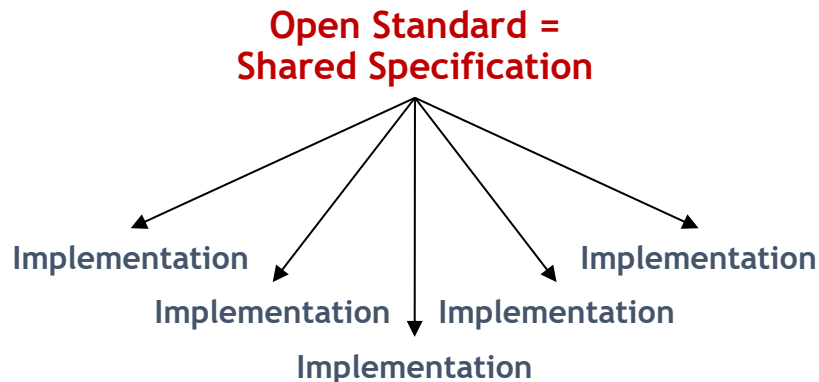 Open Standard =
Shared Specification
Implementation
Implementation
Implementation
Implementation
Implementation